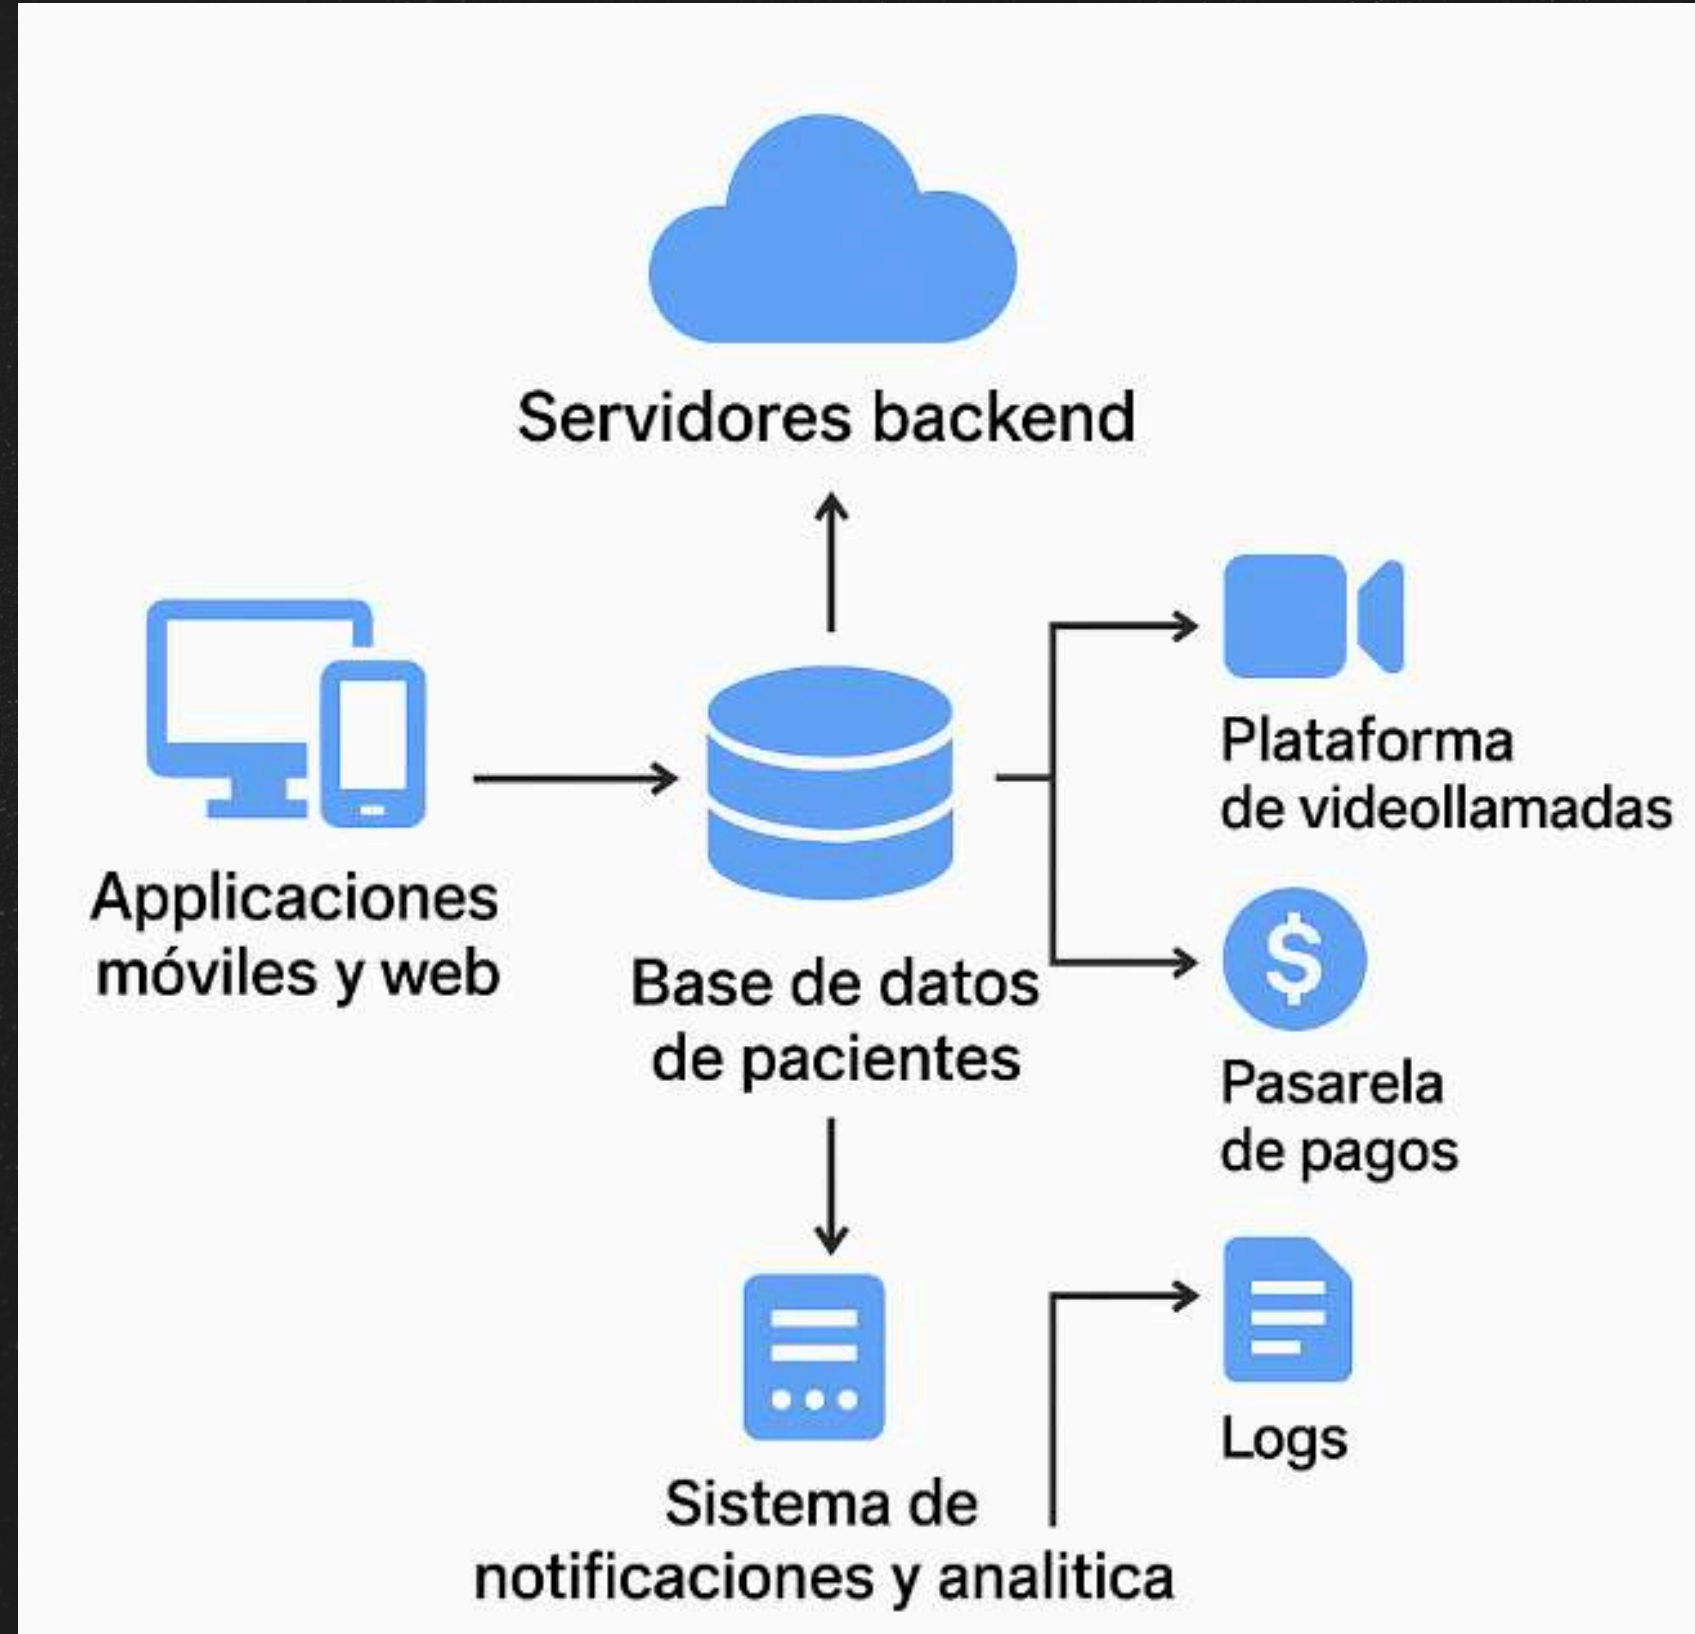 Servidores backend
Applicaciones
móviles y web
Base de datos
de pacientes
Plataforma
de videollamadas
$
Pasarela
de pagos
Logs
Sistema de
notificaciones y analitica